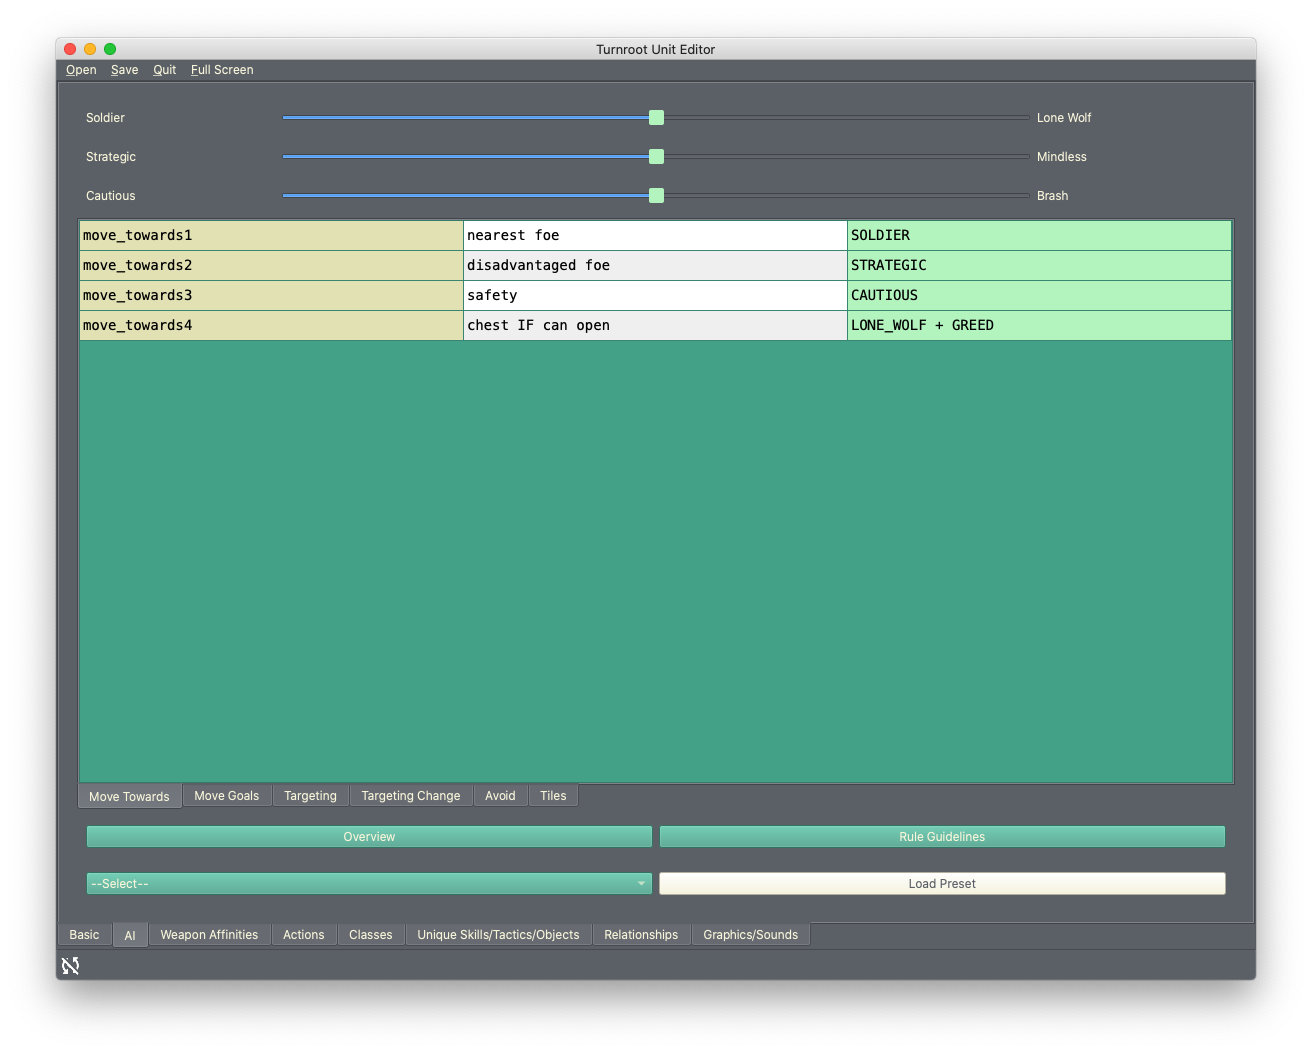 Turnroot Unit Editor
Open Save Quit Full Screen
Soldier Lone Wolf
Strategic Mindless
Cautious Brash
move_towards1 nearest foe SOLDIER
move_towards2 disadvantaged foe STRATEGIC
move_towards3 safety CAUTIOUS
move_towards4 chest IF can open LONE_WOLF + GREED
Move Towards Move Goals Targeting Targeting Change Avoid Tiles
Overview Rule Guidelines
--Select-- Load Preset
Basic AI Weapon Affinities Actions Classes Unique Skills/Tactics/Objects Relationships Graphics/Sounds